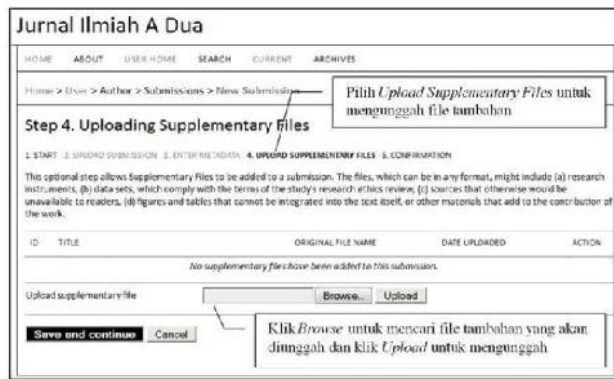 Jurnal Ilmiah A Dua
HOME ABOUT USER HOME SEARCH CURRENT ARCHIVES
Home > User > Author > Submissions > New Submission
Pilih Upload Supplementary Files untuk
mengunggah file tambahan
Step 4. Uploading Supplementary Files
1. START 2. UPLOAD SUBMISSION 3. ENTER METADATA 4. UPLOAD SUPPLEMENTARY FILES 5. CONFIRMATION
This optional step allows Supplementary Files to be added to a submission. The files, which can be in any format, might include (a) research
instruments, (b) data sets, which comply with the terms of the study's research ethics review, (c) sources that otherwise would be
unavailable to readers, (d) figures and tables that cannot be integrated into the text itself, or other materials that add to the contribution of
the work.
ID TITLE ORIGINAL FILE NAME DATE UPLOADED ACTION
No supplementary files have been added to this submission.
Upload supplementary file Browse.. Upload
Save and continue Cancel
Klik Browse untuk mencari file tambahan yang akan
diunggah dan klik Upload untuk mengunggah